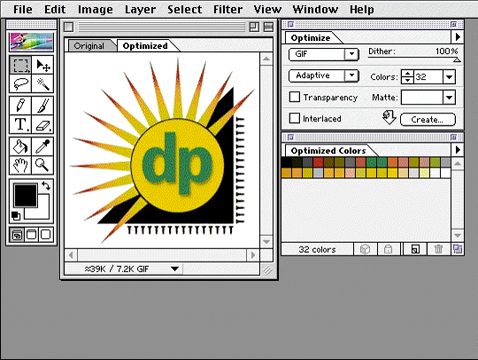 File Edit Image Layer Select Filter View Window Help
Original Optimized
dp
≈39K / 7.2K GIF
Optimize
GIF Dither: 100%
Adaptive Colors: 32
Transparency Matte:
Interlaced Create...
Optimized Colors
32 colors
T